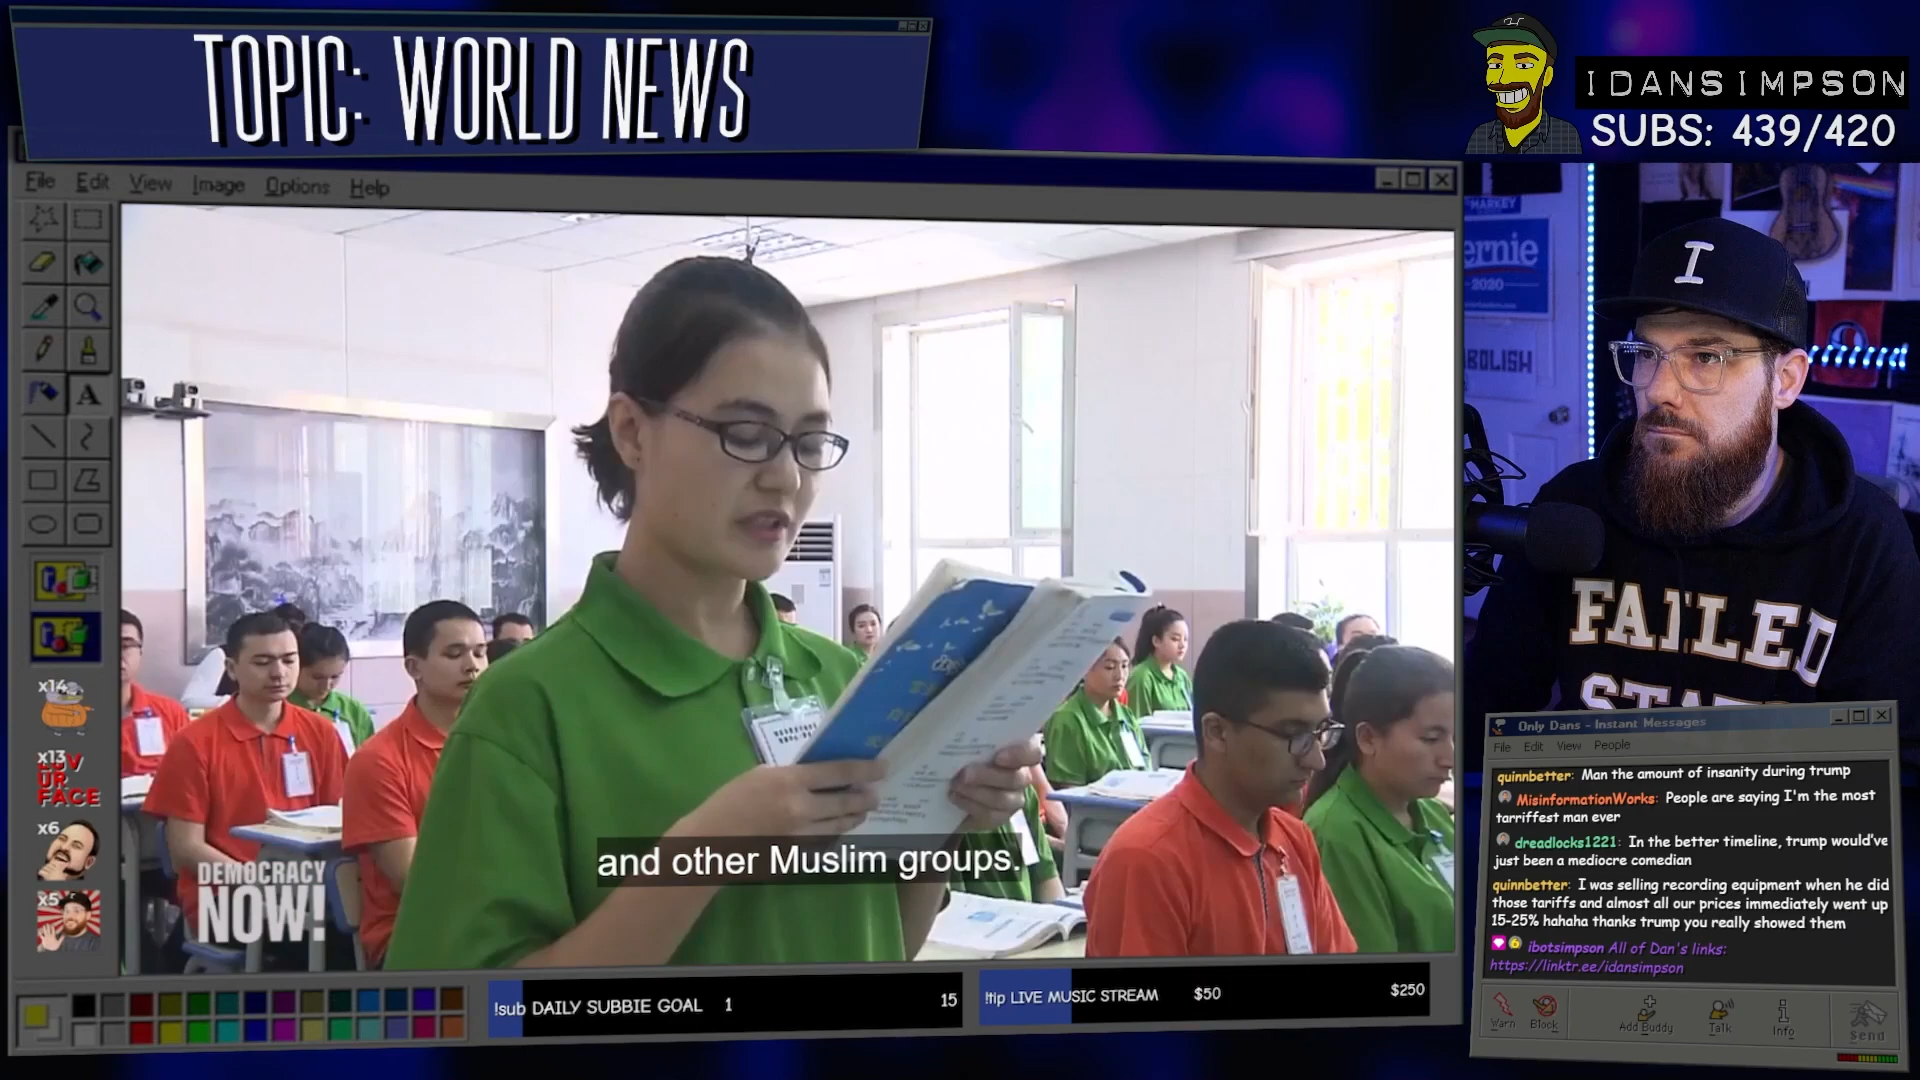 TOPIC: WORLD NEWS
IDANSIMPSON
SUBS: 439/420
File Edit View Image Options Help
MARKEY
ernie
2020
BOLISH
I
A
FAILED
STATE
x14
x13
LUV
UR
FACE
x6
x5
DEMOCRACY
NOW!
and other Muslim groups.
!sub DAILY SUBBIE GOAL 1 15
!tip LIVE MUSIC STREAM $50 $250
Only Dans - Instant Messages
File Edit View People
quinnbetter: Man the amount of insanity during trump
MisinformationWorks: People are saying I'm the most
tarriffest man ever
dreadlocks1221: In the better timeline, trump would've
just been a mediocre comedian
quinnbetter: I was selling recording equipment when he did
those tariffs and almost all our prices immediately went up
15-25% hahaha thanks trump you really showed them
6 ibotsimpson All of Dan's links:
https://linktr.ee/idansimpson
Warn Block Add Buddy Talk Info Send